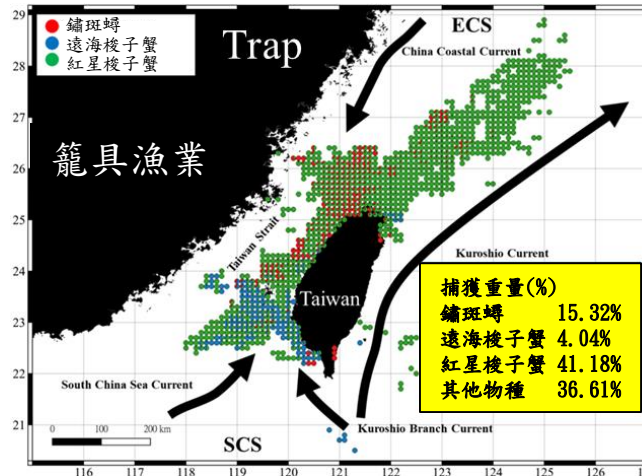 鏽斑蟳
遠海梭子蟹
紅星梭子蟹
Trap
籠具漁業
ECS
China Coastal Current
Taiwan Strait
Taiwan
Kuroshio Current
South China Sea Current
Kuroshio Branch Current
SCS
捕獲重量(%)
鏽斑蟳 15.32%
遠海梭子蟹 4.04%
紅星梭子蟹 41.18%
其他物種 36.61%
29
28
27
26
25
24
23
22
21
0 100 200 km
116 117 118 119 120 121 122 123 124 125 126